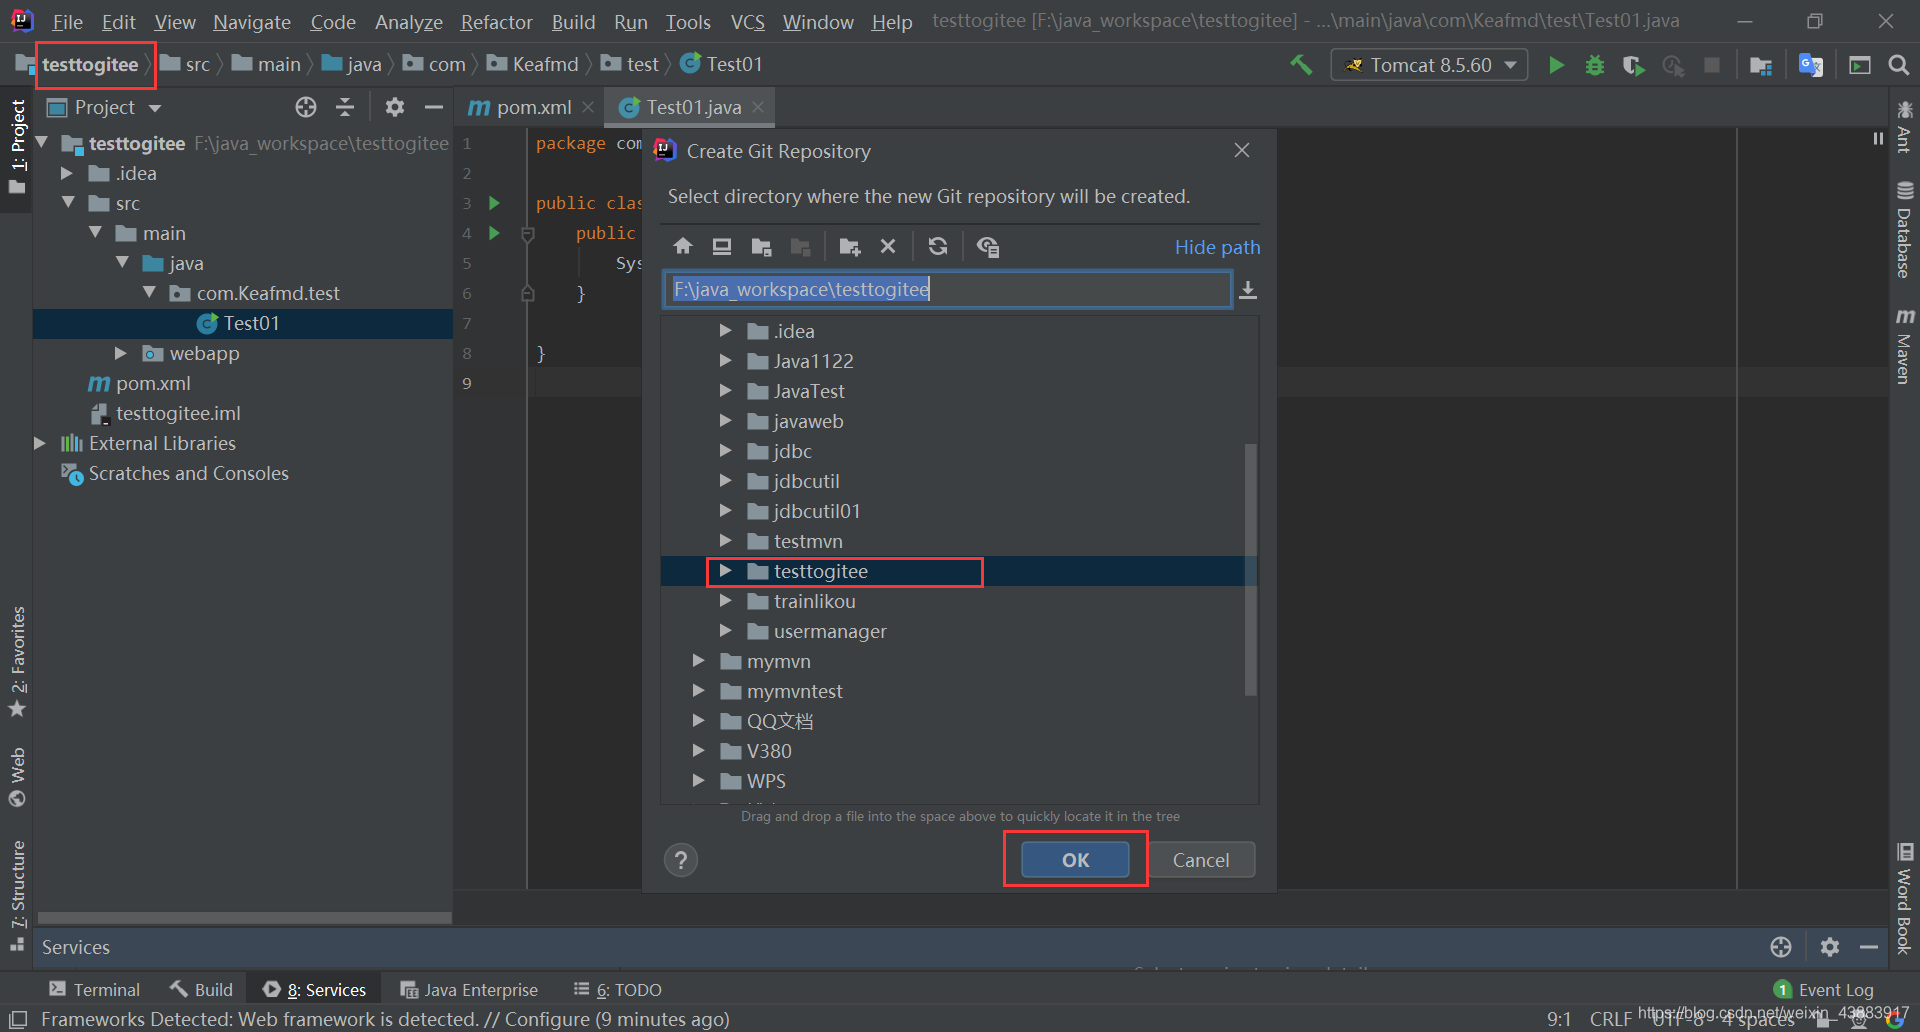 File Edit View Navigate Code Analyze Refactor Build Run Tools VCS Window Help testtogitee [F:\java_workspace\testtogitee] - ...\main\java\com\Keafmd\test\Test01.java
testtogitee src main java com Keafmd test Test01
Tomcat 8.5.60
Project
pom.xml
Test01.java
1: Project
testtogitee F:\java_workspace\testtogitee
.idea
src
main
java
com.Keafmd.test
Test01
webapp
pom.xml
testtogitee.iml
External Libraries
Scratches and Consoles
2: Favorites
Web
7: Structure
1 package com
2
3 public clas
4 public
5 Sys
6 }
7
8 }
9
Create Git Repository
Select directory where the new Git repository will be created.
Hide path
F:\java_workspace\testtogitee
.idea
Java1122
JavaTest
javaweb
jdbc
jdbcutil
jdbcutil01
testmvn
testtogitee
trainlikou
usermanager
mymvn
mymvntest
QQ文档
V380
WPS
Drag and drop a file into the space above to quickly locate it in the tree
?
OK
Cancel
Ant
Database
Maven
Word Book
Services
Terminal
Build
8: Services
Java Enterprise
6: TODO
1 Event Log
Frameworks Detected: Web framework is detected. // Configure (9 minutes ago)
9:1 CRLF UTF-8 4 spaces
https://blog.csdn.net/weixin_43883917